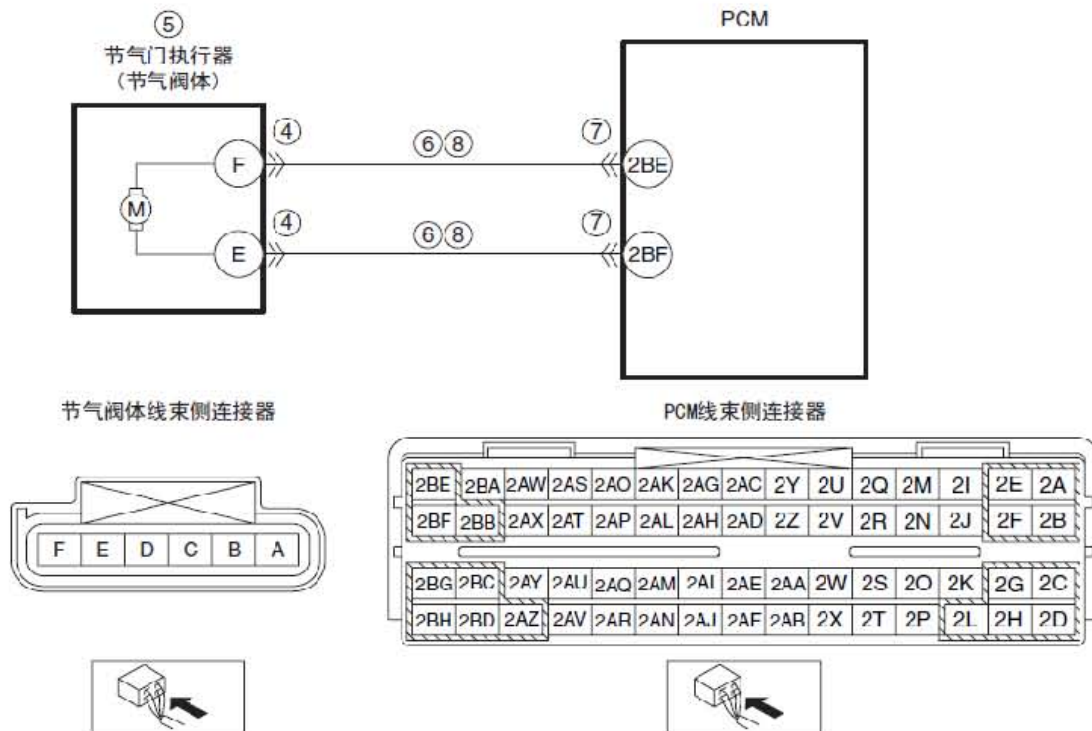 ⑤
节气门执行器
(节气阀体)
PCM
④ ⑥⑧ ⑦
F 2BE
M
④ ⑥⑧ ⑦
E 2BF
节气阀体线束侧连接器
F E D C B A
PCM线束侧连接器
2BE 2BA 2AW 2AS 2AO 2AK 2AG 2AC 2Y 2U 2Q 2M 2I 2E 2A
2BF 2BB 2AX 2AT 2AP 2AL 2AH 2AD 2Z 2V 2R 2N 2J 2F 2B
2BG 2BC 2AY 2AU 2AQ 2AM 2AI 2AE 2AA 2W 2S 2O 2K 2G 2C
2BH 2BD 2AZ 2AV 2AR 2AN 2AJ 2AF 2AB 2X 2T 2P 2L 2H 2D